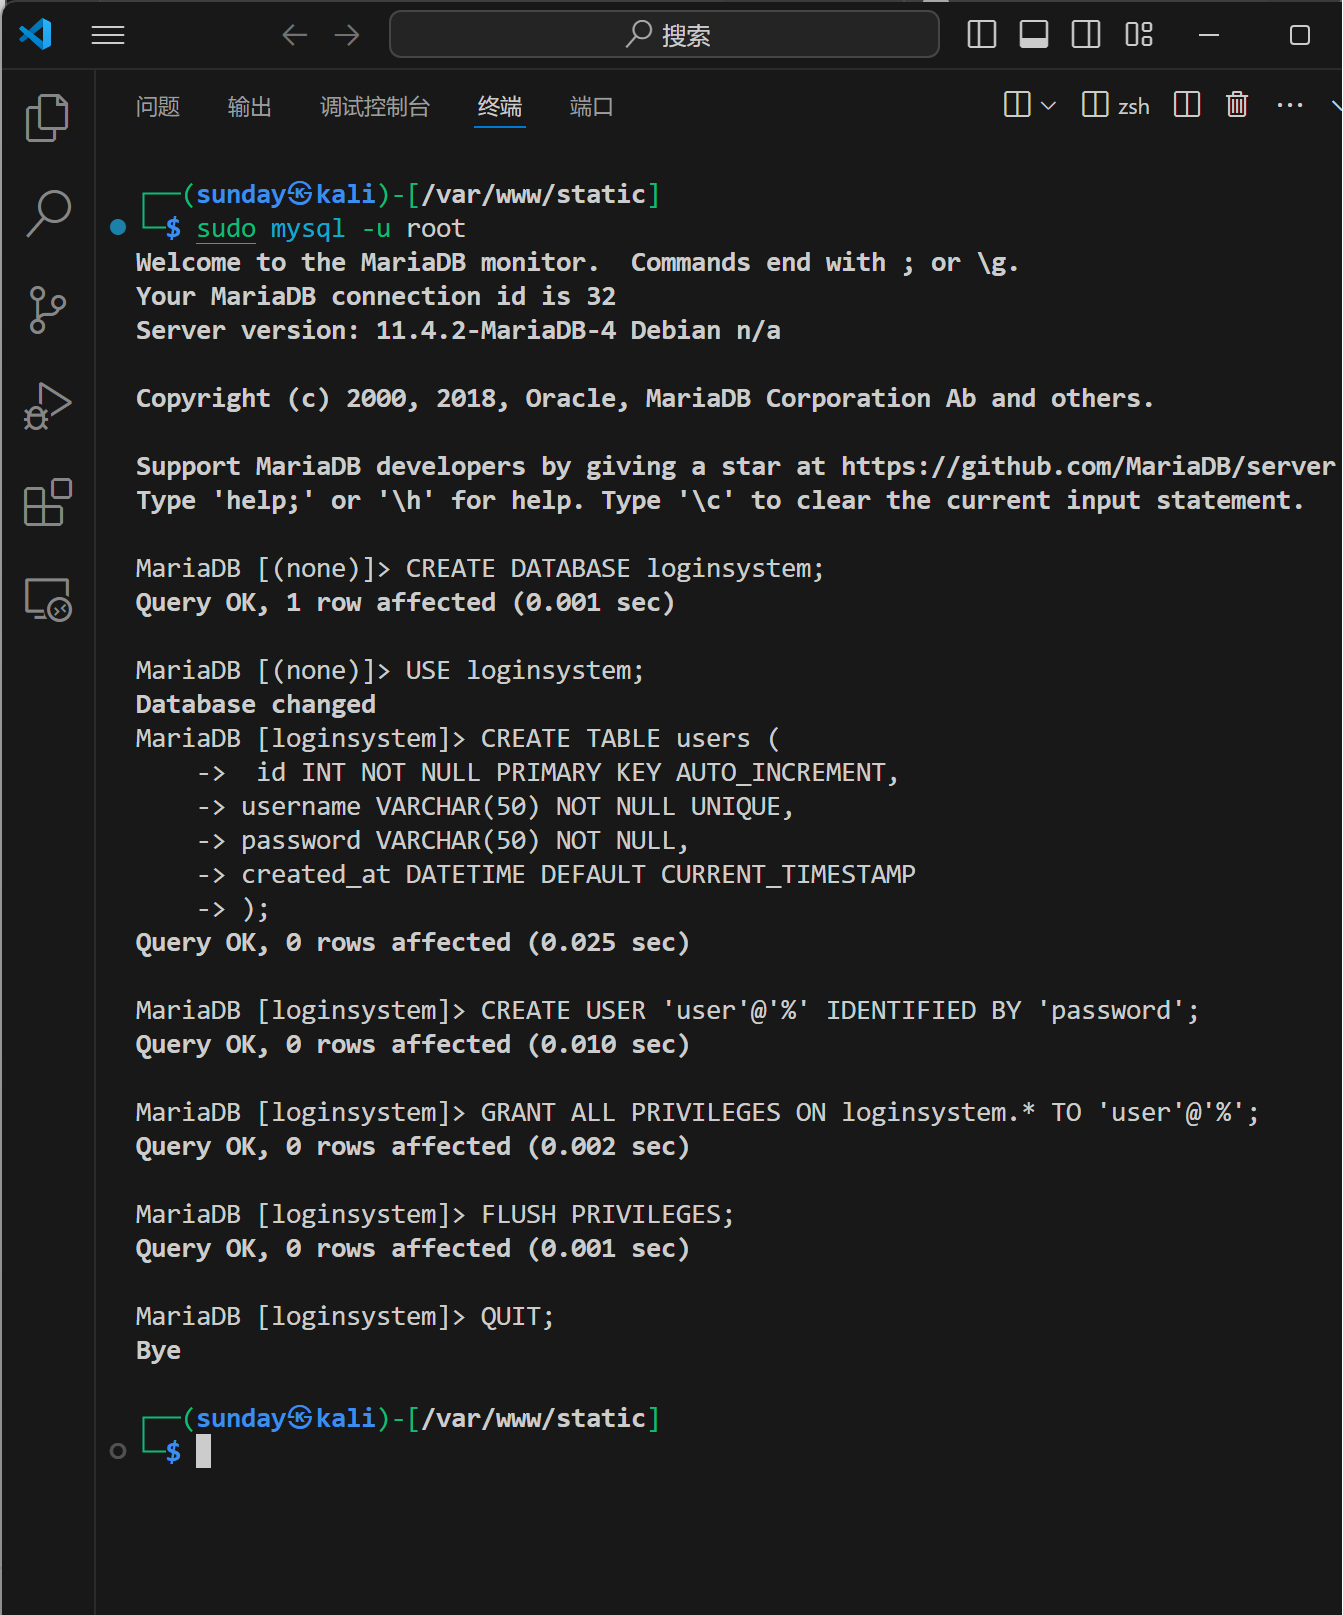 搜索
问题 输出 调试控制台 终端 端口 zsh ...
┌──(sunday㉿kali)-[/var/www/static]
└─$ sudo mysql -u root
Welcome to the MariaDB monitor.  Commands end with ; or \g.
Your MariaDB connection id is 32
Server version: 11.4.2-MariaDB-4 Debian n/a
Copyright (c) 2000, 2018, Oracle, MariaDB Corporation Ab and others.
Support MariaDB developers by giving a star at https://github.com/MariaDB/server
Type 'help;' or '\h' for help. Type '\c' to clear the current input statement.
MariaDB [(none)]> CREATE DATABASE loginsystem;
Query OK, 1 row affected (0.001 sec)
MariaDB [(none)]> USE loginsystem;
Database changed
MariaDB [loginsystem]> CREATE TABLE users (
    ->  id INT NOT NULL PRIMARY KEY AUTO_INCREMENT,
    -> username VARCHAR(50) NOT NULL UNIQUE,
    -> password VARCHAR(50) NOT NULL,
    -> created_at DATETIME DEFAULT CURRENT_TIMESTAMP
    -> );
Query OK, 0 rows affected (0.025 sec)
MariaDB [loginsystem]> CREATE USER 'user'@'%' IDENTIFIED BY 'password';
Query OK, 0 rows affected (0.010 sec)
MariaDB [loginsystem]> GRANT ALL PRIVILEGES ON loginsystem.* TO 'user'@'%';
Query OK, 0 rows affected (0.002 sec)
MariaDB [loginsystem]> FLUSH PRIVILEGES;
Query OK, 0 rows affected (0.001 sec)
MariaDB [loginsystem]> QUIT;
Bye
┌──(sunday㉿kali)-[/var/www/static]
└─$